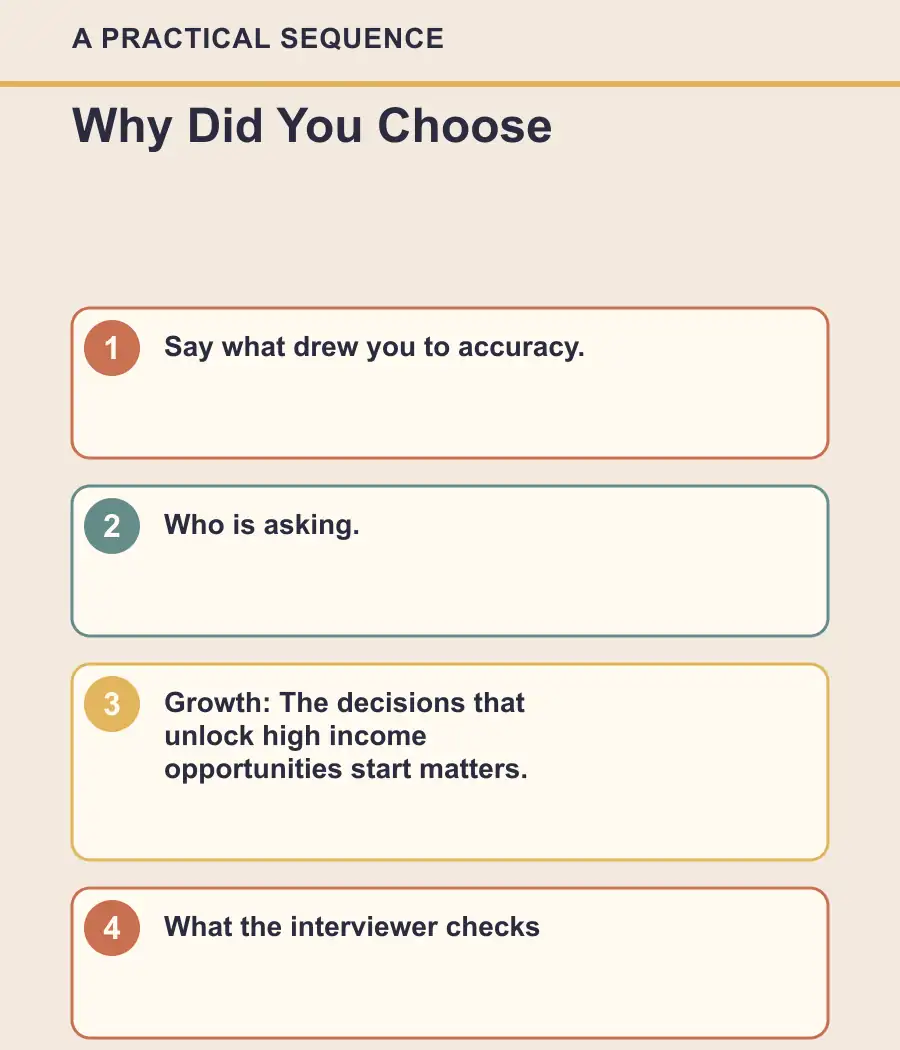 A PRACTICAL SEQUENCE
Why Did You Choose
1
Say what drew you to accuracy.
2
Who is asking.
3
Growth: The decisions that
unlock high income
opportunities start matters.
4
What the interviewer checks